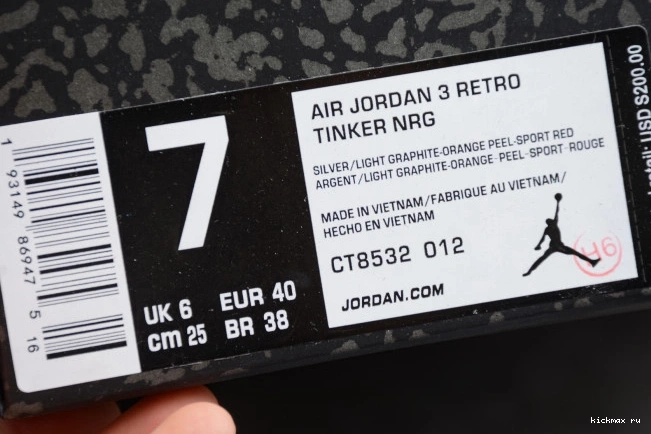 AIR JORDAN 3 RETRO
TINKER NRG
SILVER/LIGHT GRAPHITE-ORANGE PEEL-SPORT RED
ARGENT/LIGHT GRAPHITE-ORANGE-PEEL-SPORT-ROUGE
MADE IN VIETNAM/FABRIQUE AU VIETNAM/
HECHO EN VIETNAM
CT8532 012
JORDAN.COM
7
UK 6 EUR 40
cm 25 BR 38
1 93149 86947 5 16
USD $200.00
kickmax ru